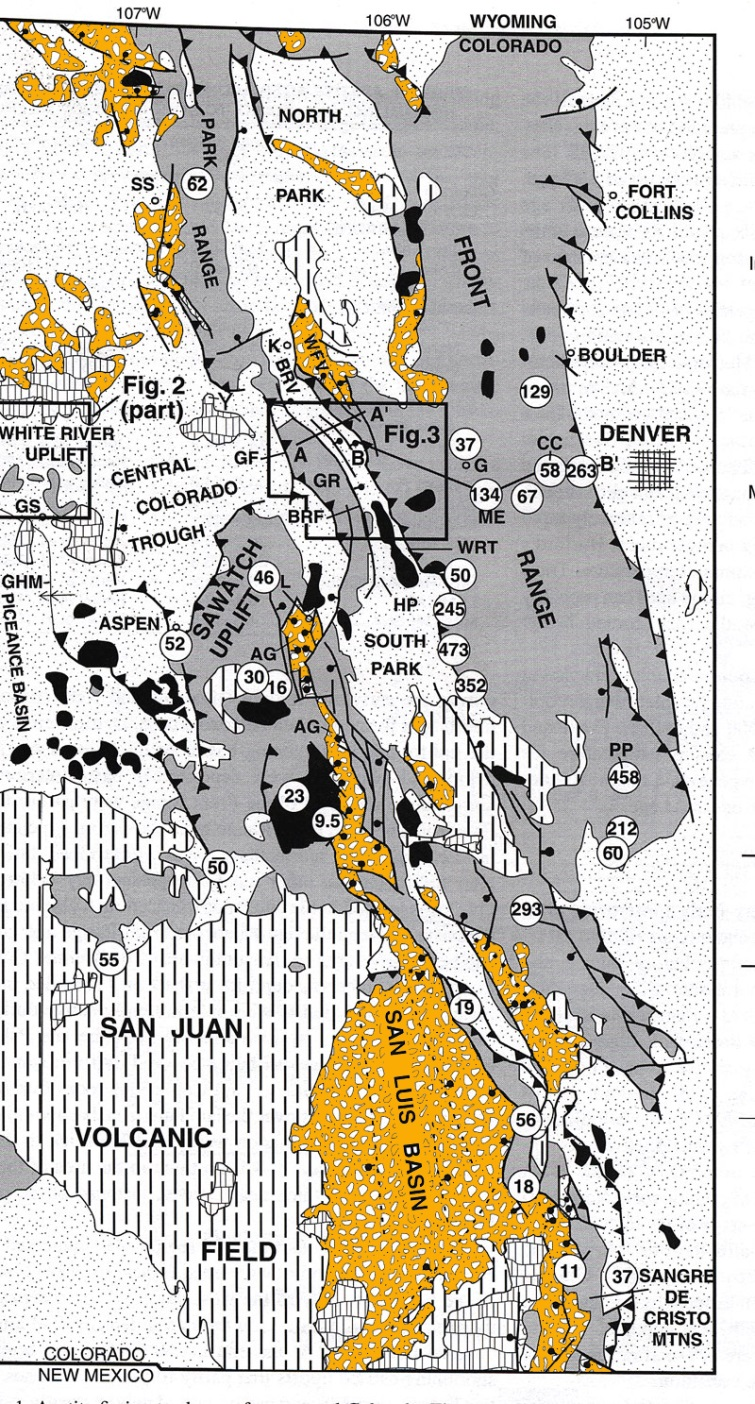 107°W
106°W
WYOMING
COLORADO
105°W
NORTH
PARK
PARK
RANGE
62
SS
FORT
COLLINS
FRONT
RANGE
K
BRV
WFV
BOULDER
Fig. 2
(part)
129
A'
Fig.3
WHITE RIVER
UPLIFT
GF
A
B
37
G
CC
58
263
B'
DENVER
CENTRAL
COLORADO
TROUGH
GR
134
67
ME
GS
BRF
WRT
GHM
PICEANCE BASIN
SAWATCH
UPLIFT
46
L
50
HP
245
ASPEN
52
SOUTH
PARK
473
AG
30
16
352
AG
PP
458
23
9.5
212
60
50
293
55
19
SAN JUAN
VOLCANIC
FIELD
SAN LUIS BASIN
56
18
11
37
SANGRE
DE
CRISTO
MTNS
COLORADO
NEW MEXICO